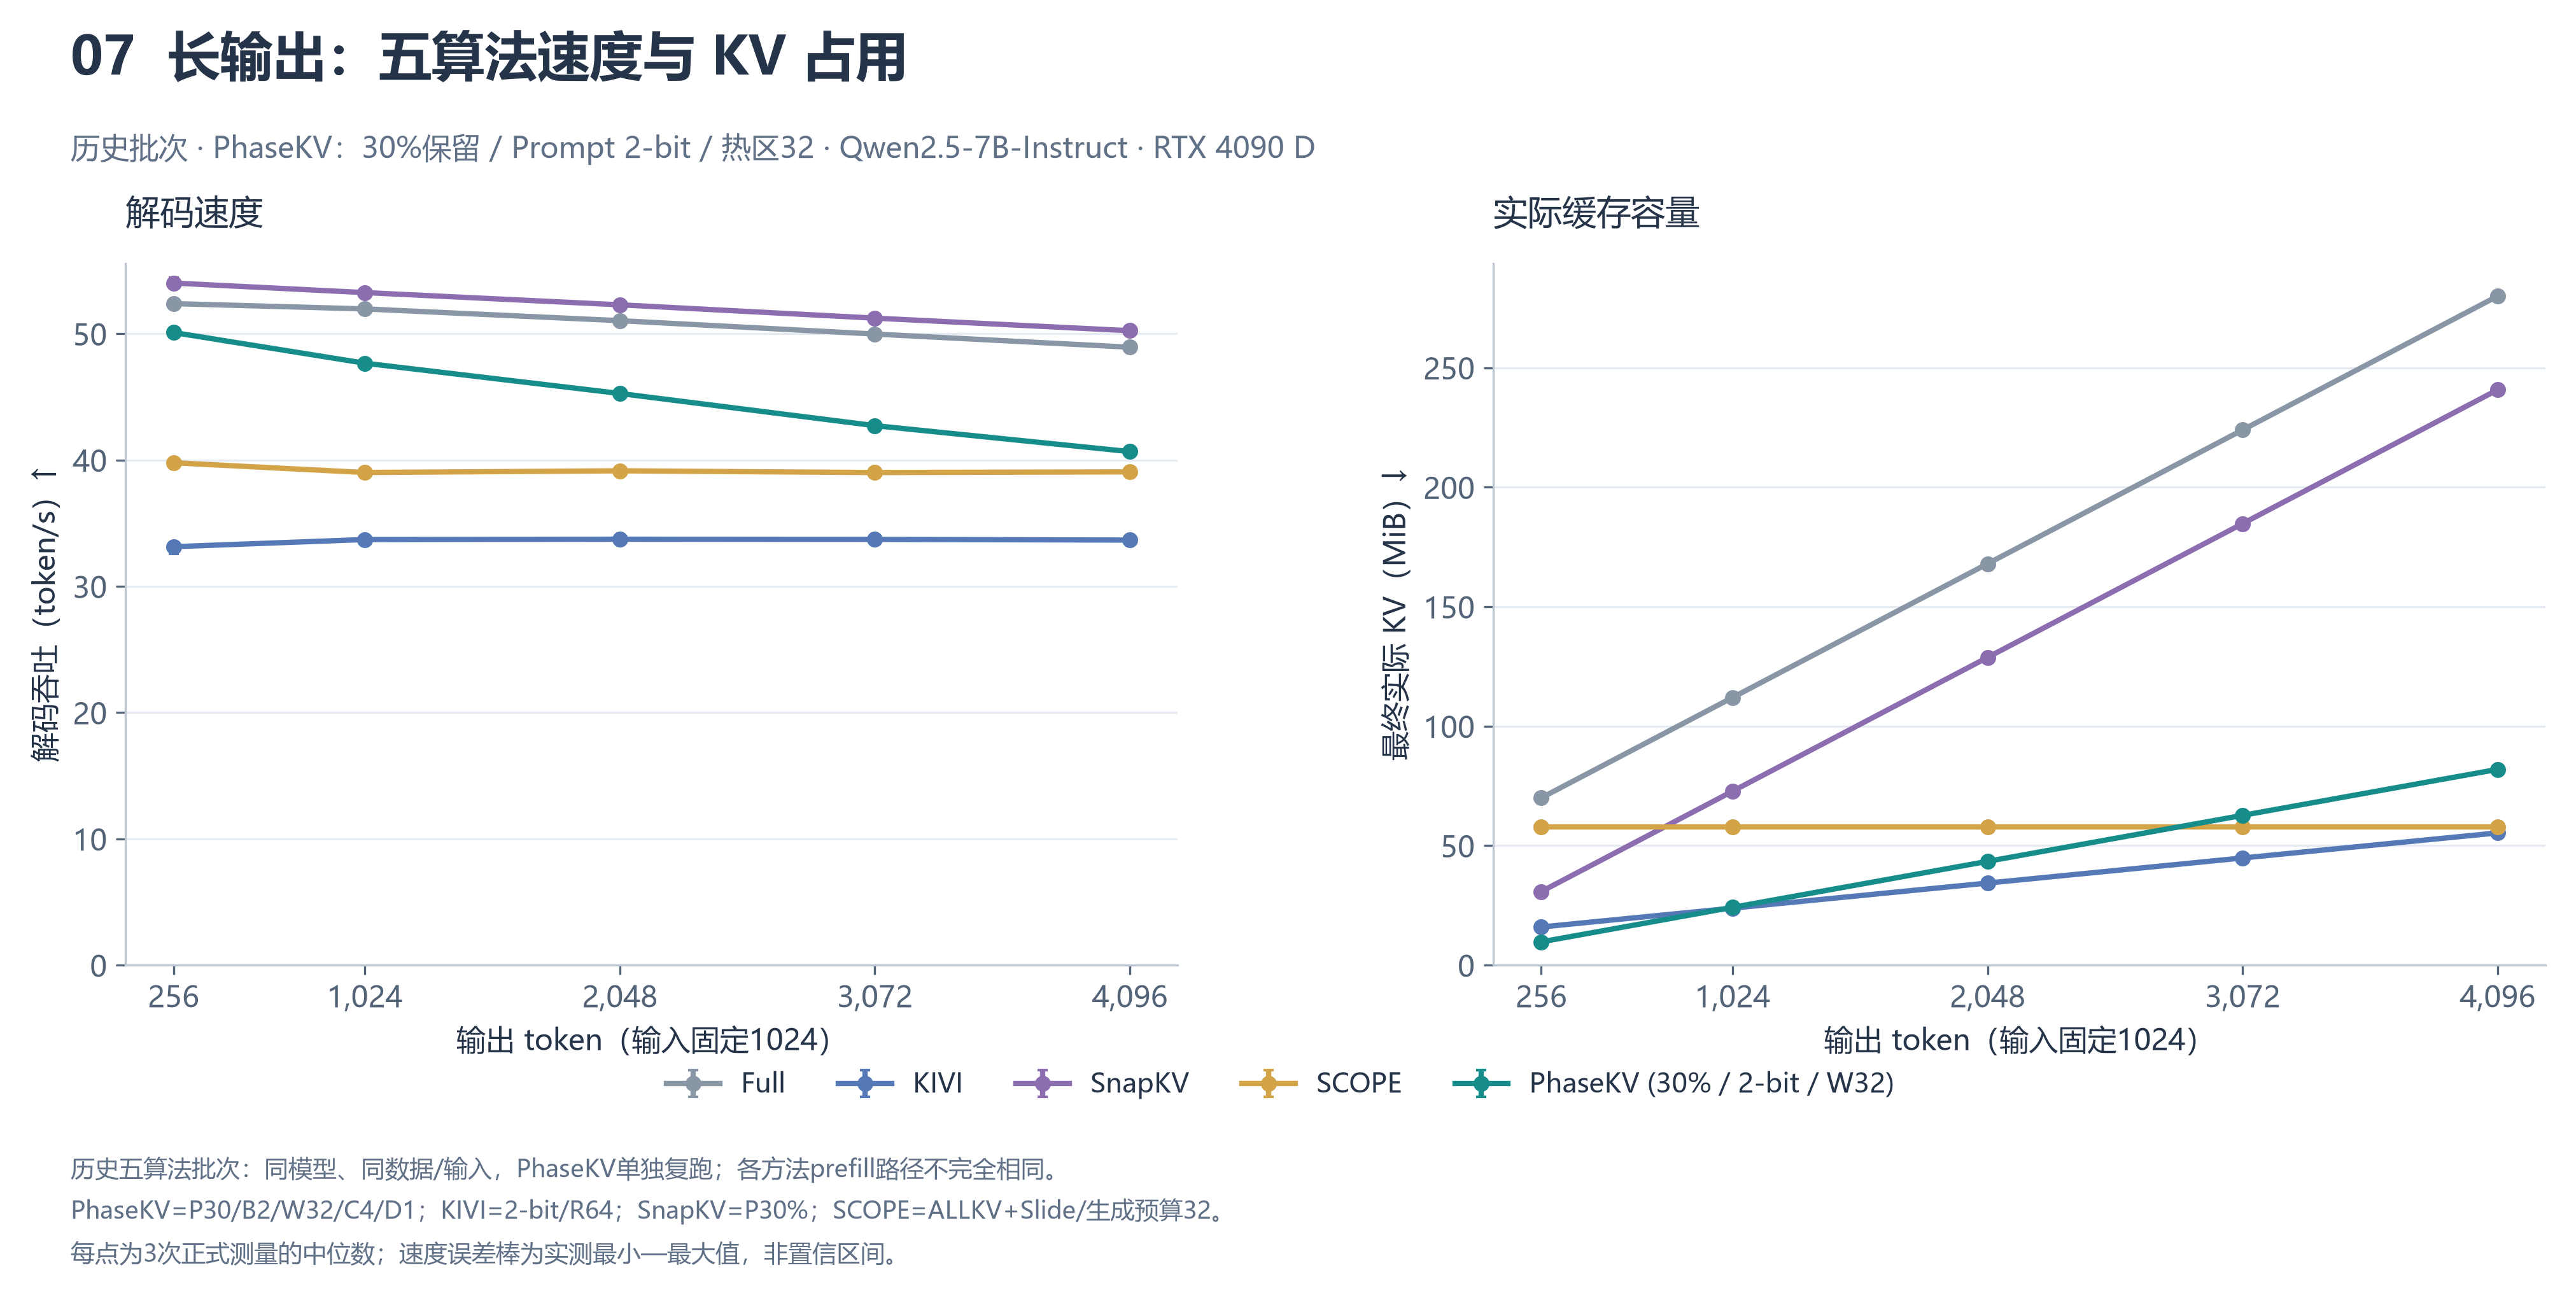 07 长输出：五算法速度与 KV 占用
历史批次 · PhaseKV：30%保留 / Prompt 2-bit / 热区32 · Qwen2.5-7B-Instruct · RTX 4090 D
解码速度
解码吞吐（token/s）↑
50
40
30
20
10
0
256 1,024 2,048 3,072 4,096
输出 token（输入固定1024）
实际缓存容量
最终实际 KV（MiB）↓
250
200
150
100
50
0
256 1,024 2,048 3,072 4,096
输出 token（输入固定1024）
Full KIVI SnapKV SCOPE PhaseKV (30% / 2-bit / W32)
历史五算法批次：同模型、同数据/输入，PhaseKV单独复跑；各方法prefill路径不完全相同。
PhaseKV=P30/B2/W32/C4/D1；KIVI=2-bit/R64；SnapKV=P30%；SCOPE=ALLKV+Slide/生成预算32。
每点为3次正式测量的中位数；速度误差棒为实测最小—最大值，非置信区间。